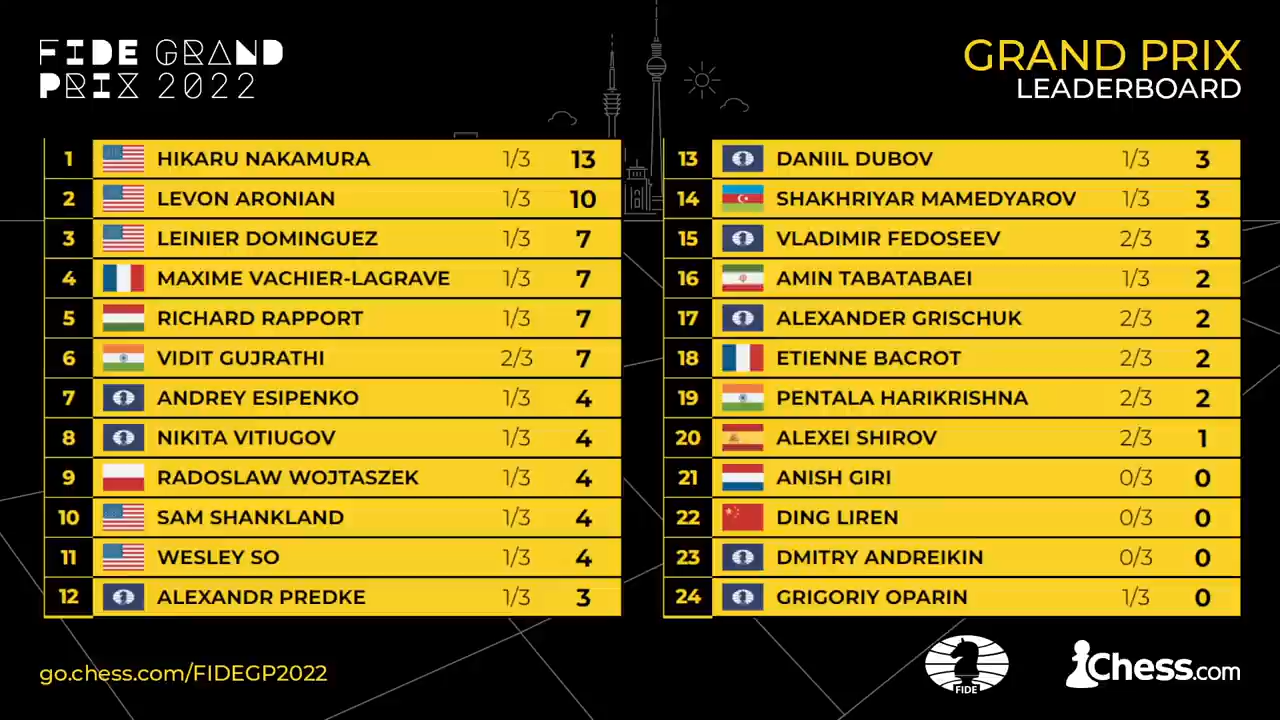 FIDE GRAND
PRIX 2022
GRAND PRIX
LEADERBOARD
1 HIKARU NAKAMURA 1/3 13
2 LEVON ARONIAN 1/3 10
3 LEINIER DOMINGUEZ 1/3 7
4 MAXIME VACHIER-LAGRAVE 1/3 7
5 RICHARD RAPPORT 1/3 7
6 VIDIT GUJRATHI 2/3 7
7 ANDREY ESIPENKO 1/3 4
8 NIKITA VITIUGOV 1/3 4
9 RADOSLAW WOJTASZEK 1/3 4
10 SAM SHANKLAND 1/3 4
11 WESLEY SO 1/3 4
12 ALEXANDR PREDKE 1/3 3
13 DANIIL DUBOV 1/3 3
14 SHAKHRIYAR MAMEDYAROV 1/3 3
15 VLADIMIR FEDOSEEV 2/3 3
16 AMIN TABATABAEI 1/3 2
17 ALEXANDER GRISCHUK 2/3 2
18 ETIENNE BACROT 2/3 2
19 PENTALA HARIKRISHNA 2/3 2
20 ALEXEI SHIROV 2/3 1
21 ANISH GIRI 0/3 0
22 DING LIREN 0/3 0
23 DMITRY ANDREIKIN 0/3 0
24 GRIGORIY OPARIN 1/3 0
go.chess.com/FIDEGP2022
FIDE
Chess.com